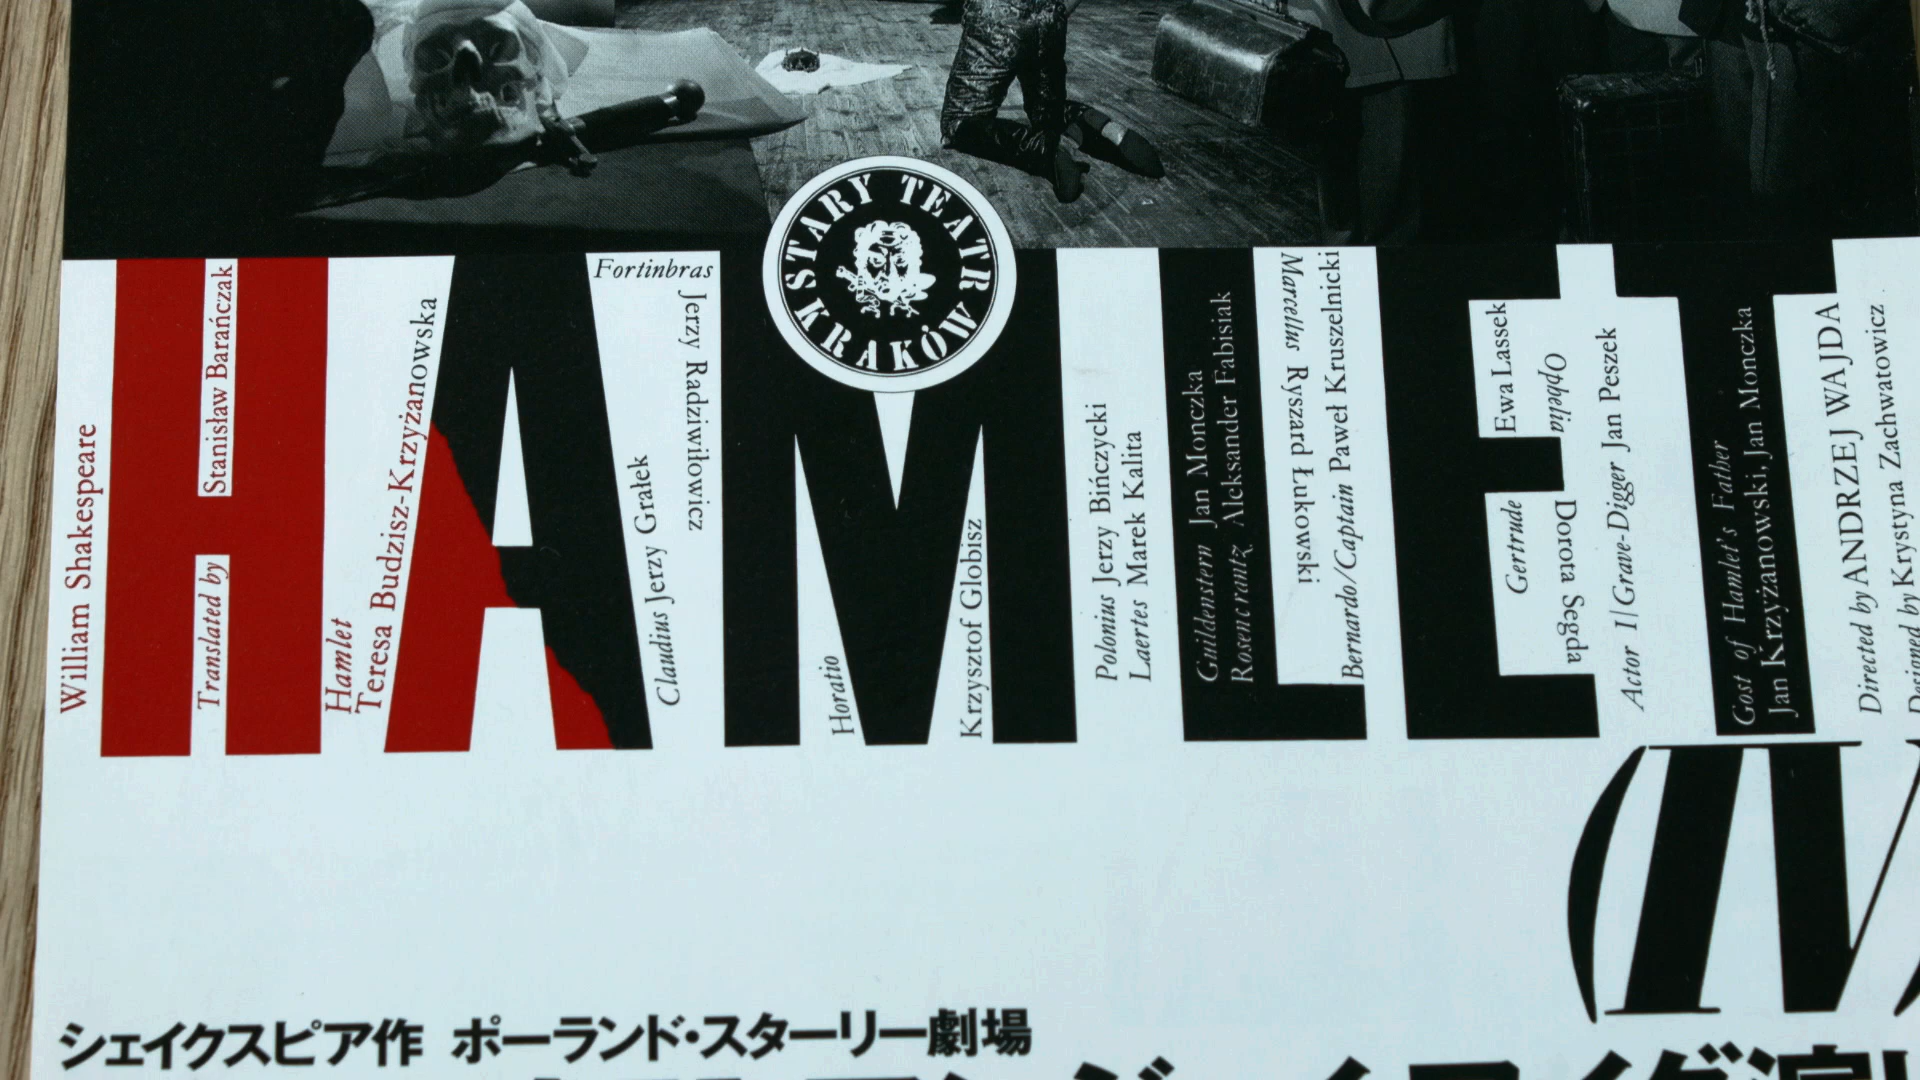 STARY TEATR
KRAKÓW
HAMLET
William Shakespeare
Translated by Stanisław Barańczak
Hamlet
Teresa Budzisz-Krzyżanowska
Fortinbras
Jerzy Radziwiłowicz
Claudius Jerzy Grałek
Horatio
Krzysztof Globisz
Polonius Jerzy Bińczycki
Laertes Marek Kalita
Guildenstern Jan Monczka
Rosencrantz Aleksander Fabisiak
Marcellus Ryszard Łukowski
Bernardo/Captain Paweł Kruszelnicki
Gertrude Ewa Lassek
Ophelia Dorota Segda
Actor I/Grave-Digger Jan Peszek
Gost of Hamlet's Father
Jan Krzyżanowski, Jan Monczka
Directed by ANDRZEJ WAJDA
Designed by Krystyna Zachwatowicz
(IV
シェイクスピア作 ポーランド・スターリー劇場